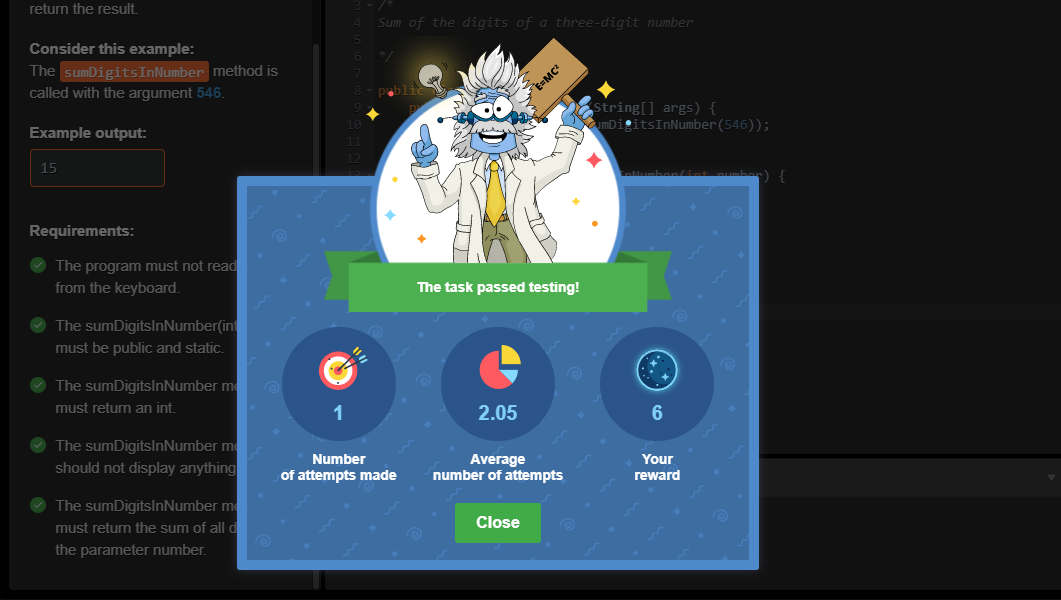 return the result.
Consider this example:
The sumDigitsInNumber method is
called with the argument 546.
Example output:
15
Requirements:
The program must not read
from the keyboard.
The sumDigitsInNumber(int
must be public and static.
The sumDigitsInNumber me
must return an int.
The sumDigitsInNumber me
should not display anything
The sumDigitsInNumber me
must return the sum of all d
the parameter number.
3 /*
4 Sum of the digits of a three-digit number
5
6 */
7
8 public
9 String[] args) {
10 umDigitsInNumber(546));
11
12
InNumber(int number) {
E=MC²
The task passed testing!
1
Number
of attempts made
2.05
Average
number of attempts
6
Your
reward
Close